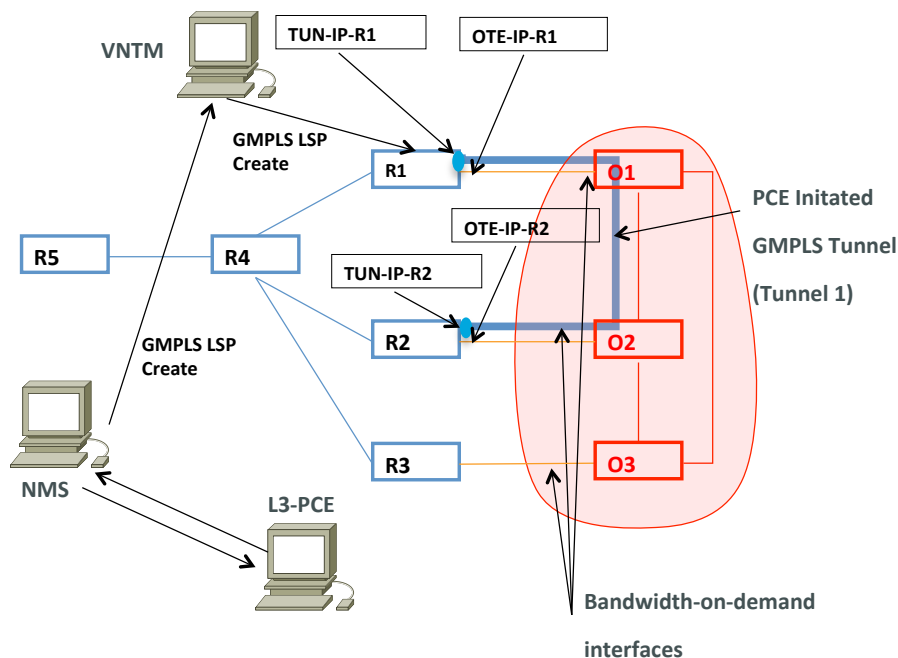 TUN-IP-R1
OTE-IP-R1
VNTM
GMPLS LSP
Create
R1
O1
PCE Initated
GMPLS Tunnel
(Tunnel 1)
OTE-IP-R2
R5
R4
TUN-IP-R2
R2
O2
GMPLS LSP
Create
R3
O3
NMS
L3-PCE
Bandwidth-on-demand
interfaces